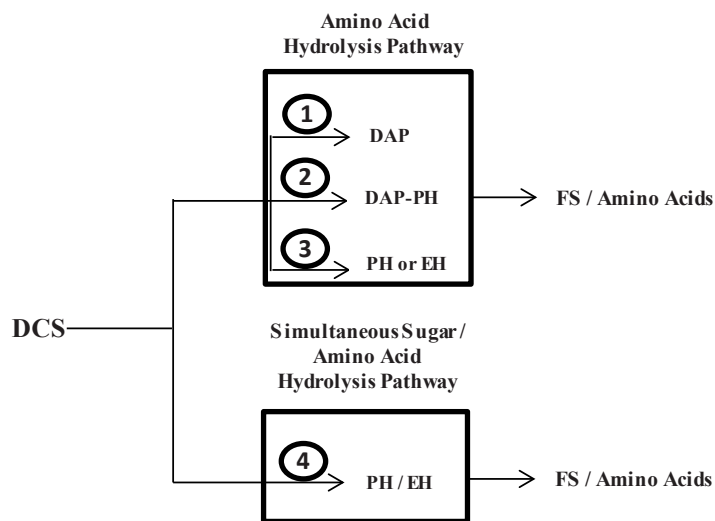 Amino Acid
Hydrolysis Pathway
1
DAP
2
DAP-PH
FS / Amino Acids
3
PH or EH
DCS
Simultaneous Sugar /
Amino Acid
Hydrolysis Pathway
4
PH / EH
FS / Amino Acids